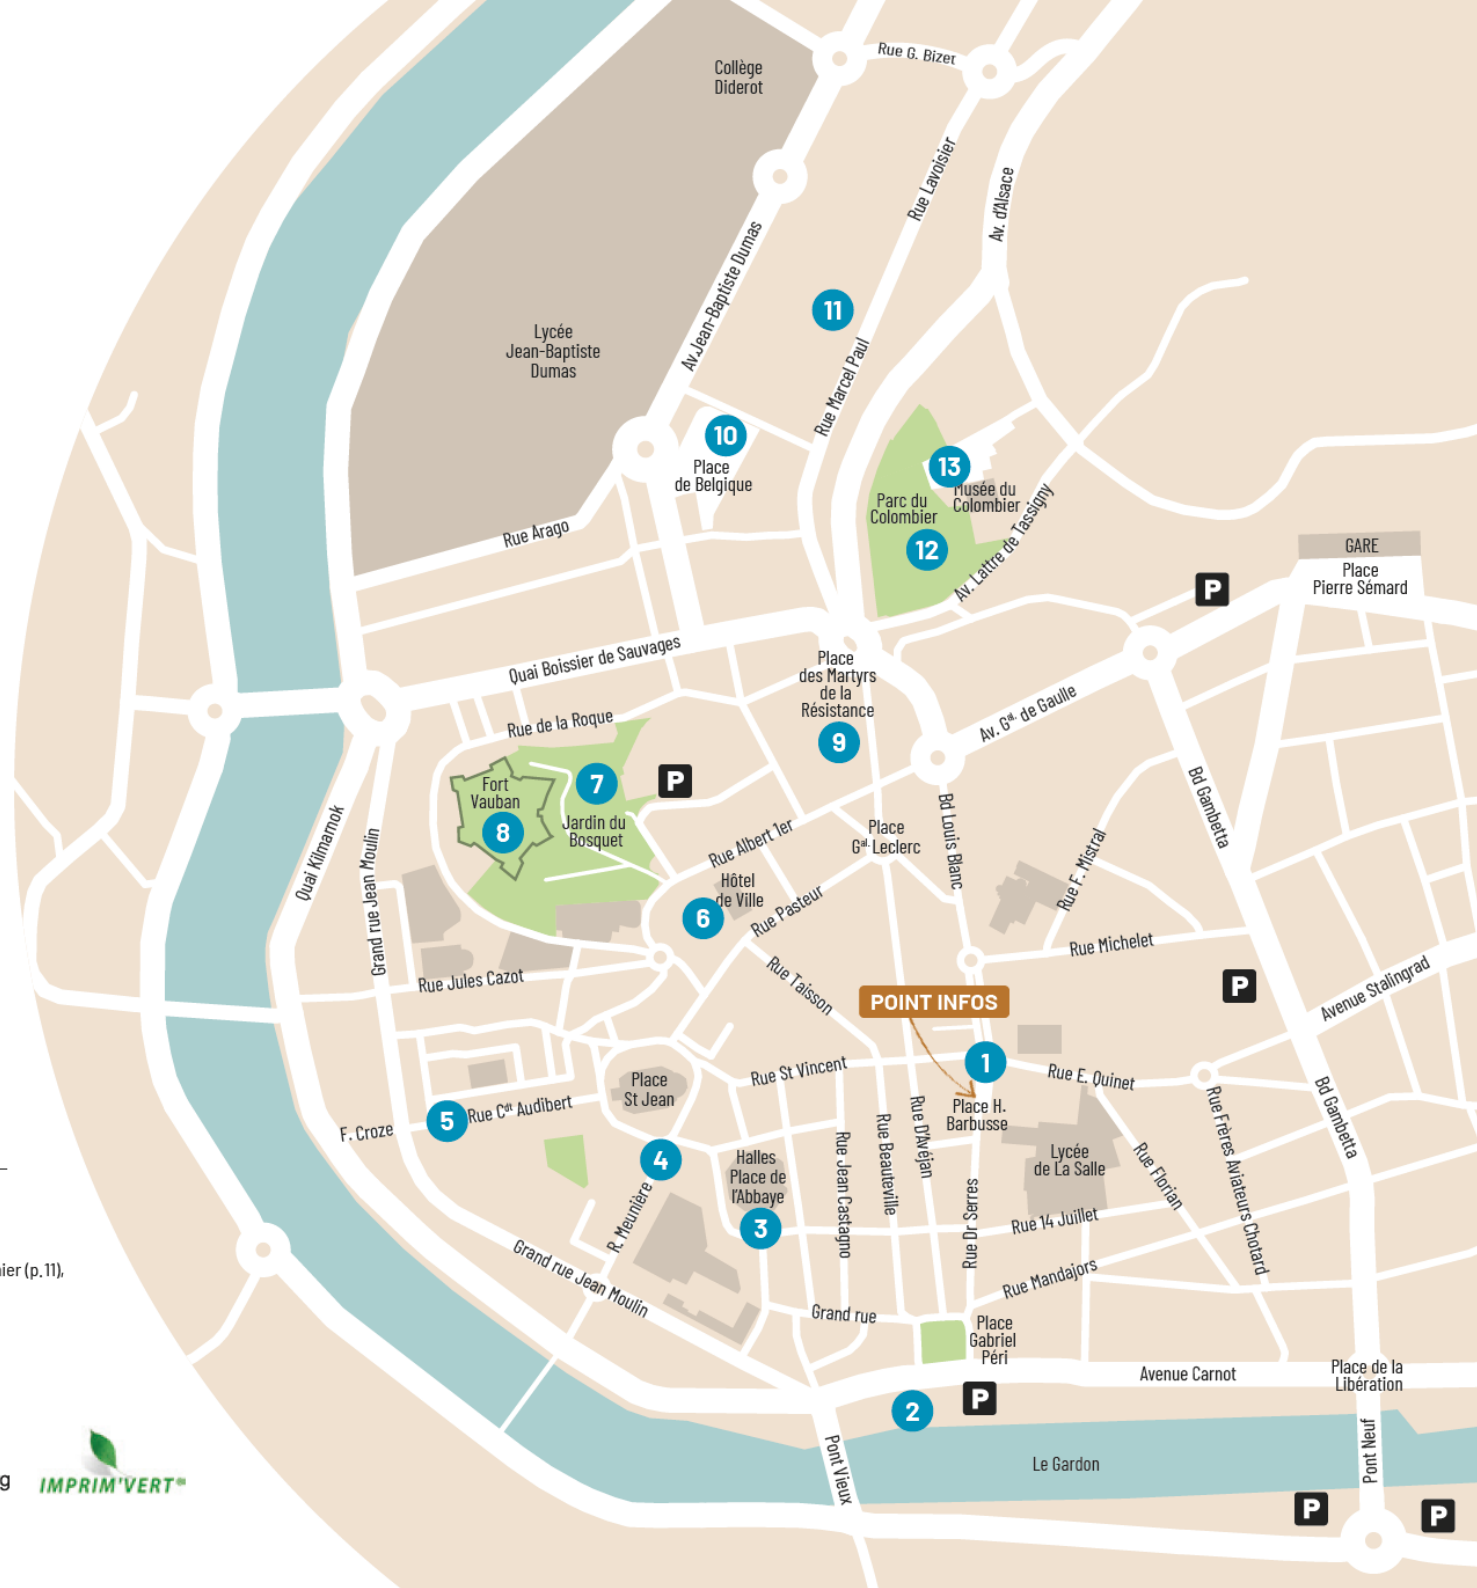 Rue G. Bizet
Collège
Diderot
Rue Lavoisier
Av. d'Alsace
Av.Jean-Baptiste Dumas
11
Lycée
Jean-Baptiste
Dumas
Rue Marcel Paul
10
Place
de Belgique
13
Musée du
Colombier
Parc du
Colombier
12
Av. Lattre de Tassigny
Rue Arago
GARE
Place
Pierre Sémard
P
Quai Boissier de Sauvages
Place
des Martyrs
de la
Résistance
9
Av. Gal. de Gaulle
Rue de la Roque
Fort
Vauban
8
7
Jardin du
Bosquet
P
Quai Kilmarnok
Grand rue Jean Moulin
Rue Albert 1er
Place
Gal. Leclerc
Bd Louis Blanc
Bd Gambetta
Rue F. Mistral
Hôtel
de Ville
6
Rue Pasteur
Rue Michelet
Rue Jules Cazot
Rue Taisson
POINT INFOS
P
Avenue Stalingrad
1
Place H.
Barbusse
Rue St Vincent
Rue E. Quinet
Place
St Jean
5
Rue Cdt Audibert
F. Croze
Rue D'Avéjan
Rue Beauteville
Rue Jean Castagno
Lycée
de La Salle
Rue Florian
Rue Frères Aviateurs Chotard
Bd Gambetta
4
Halles
Place de
l'Abbaye
3
R. Meunière
Rue Dr Serres
Rue 14 Juillet
Grand rue Jean Moulin
Rue Mandajors
Grand rue
Place
Gabriel
Péri
Avenue Carnot
Place de la
Libération
2
P
Pont Vieux
Le Gardon
Pont Neuf
P
P
ier (p.11),
g
IMPRIM'VERT